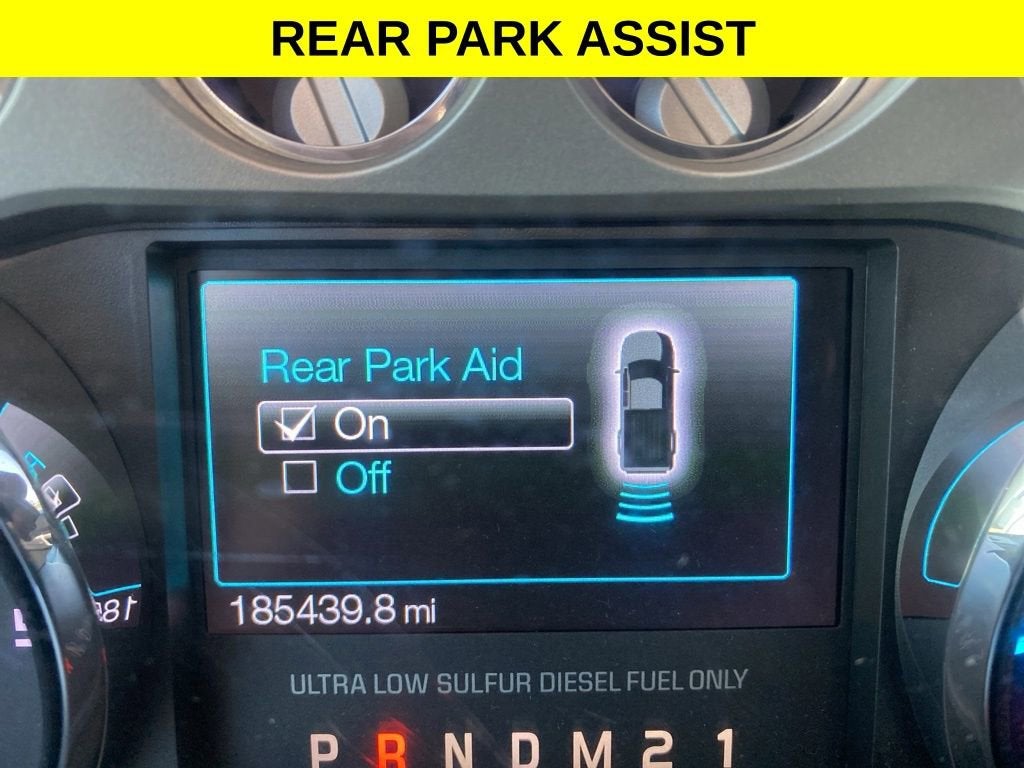 REAR PARK ASSIST
Rear Park Aid
On
Off
185439.8 mi
ULTRA LOW SULFUR DIESEL FUEL ONLY
P R N D M 2 1